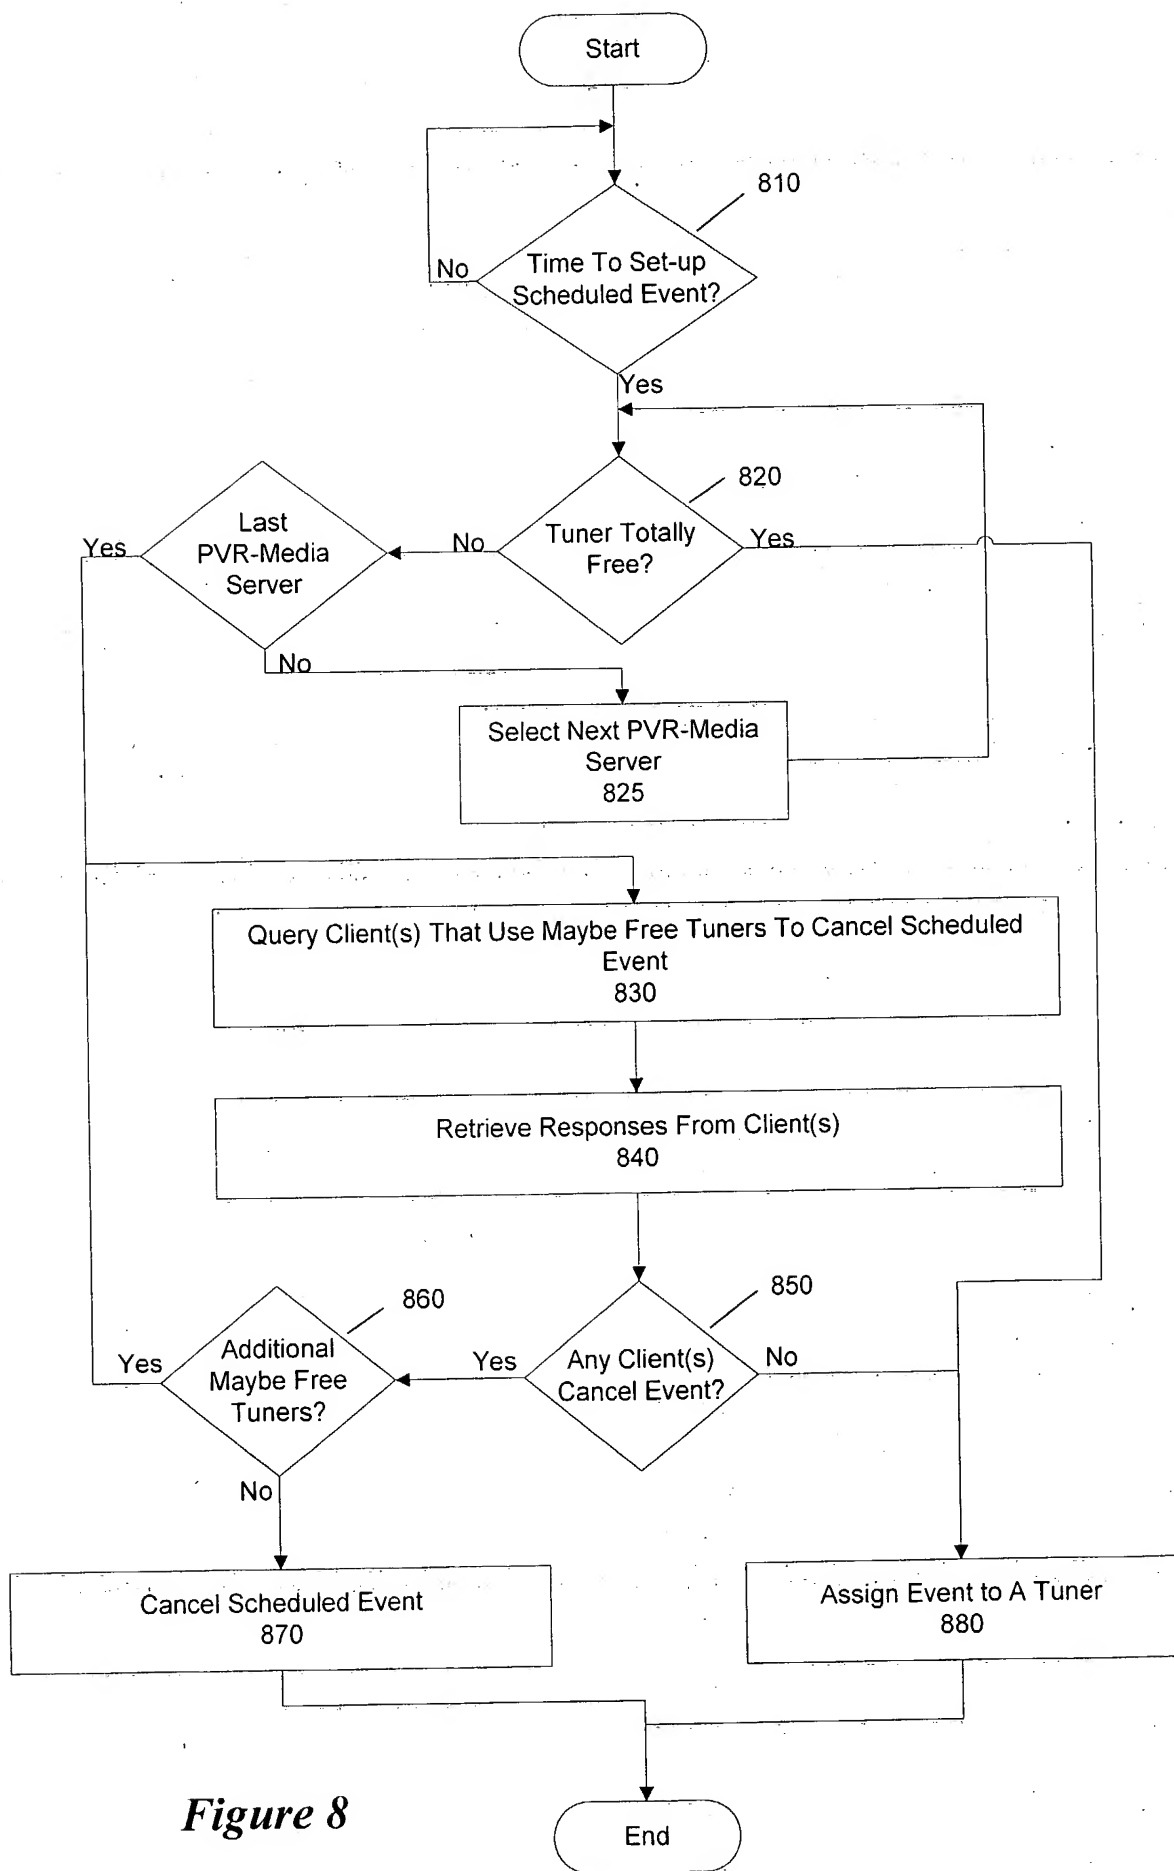 Start
810
Time To Set-up
Scheduled Event?
No
Yes
820
Tuner Totally
Free?
No
Yes
Last
PVR-Media
Server
Yes
No
Select Next PVR-Media
Server
825
Query Client(s) That Use Maybe Free Tuners To Cancel Scheduled
Event
830
Retrieve Responses From Client(s)
840
850
Any Client(s)
Cancel Event?
Yes
No
860
Additional
Maybe Free
Tuners?
Yes
No
Cancel Scheduled Event
870
Assign Event to A Tuner
880
End
Figure 8